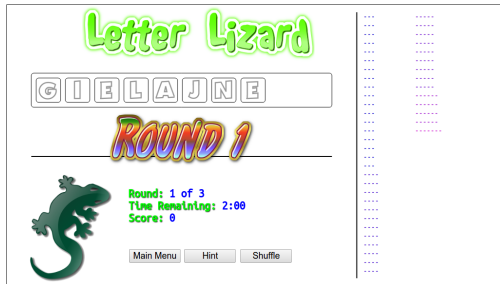 Letter Lizard
G I E L A J N E
ROUND 1
Round: 1 of 3
Time Remaining: 2:00
Score: 0
Main Menu Hint Shuffle